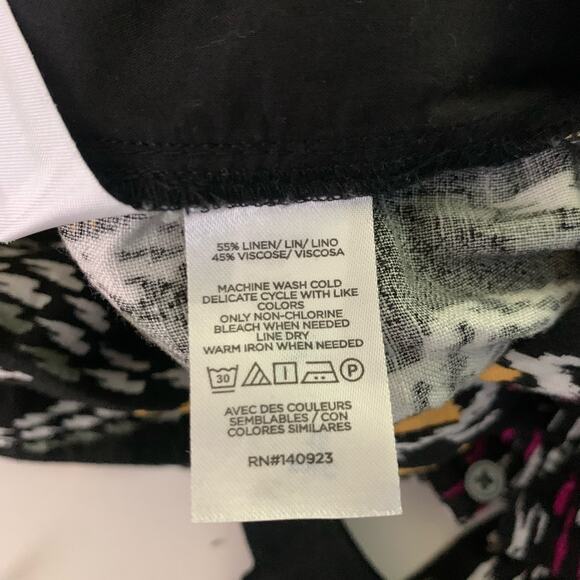 55% LINEN/ LIN/ LINO
45% VISCOSE/ VISCOSA
MACHINE WASH COLD
DELICATE CYCLE WITH LIKE
COLORS
ONLY NON-CHLORINE
BLEACH WHEN NEEDED
LINE DRY
WARM IRON WHEN NEEDED
30 P
AVEC DES COULEURS
SEMBLABLES / CON
COLORES SIMILARES
RN#140923